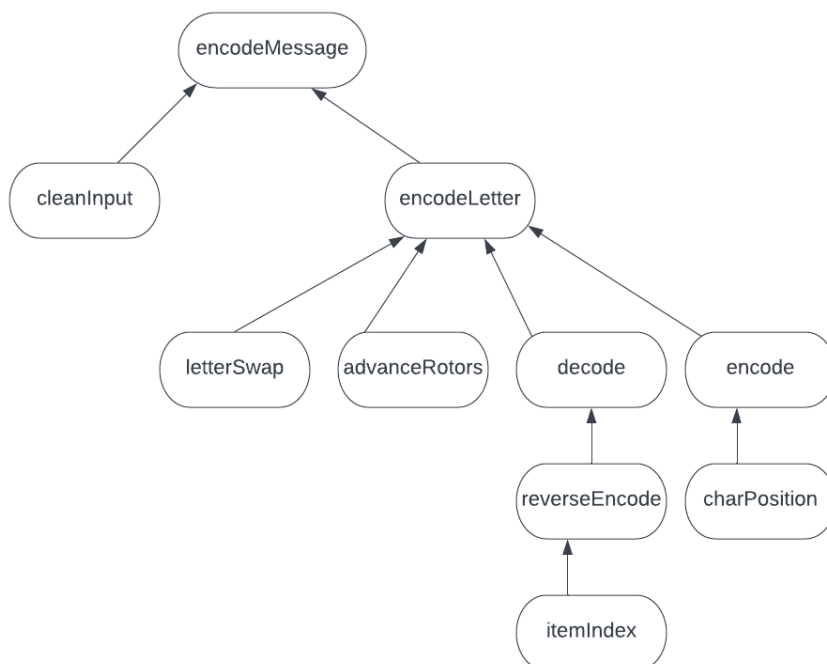 encodeMessage
cleanInput
encodeLetter
letterSwap
advanceRotors
decode
encode
reverseEncode
charPosition
itemIndex